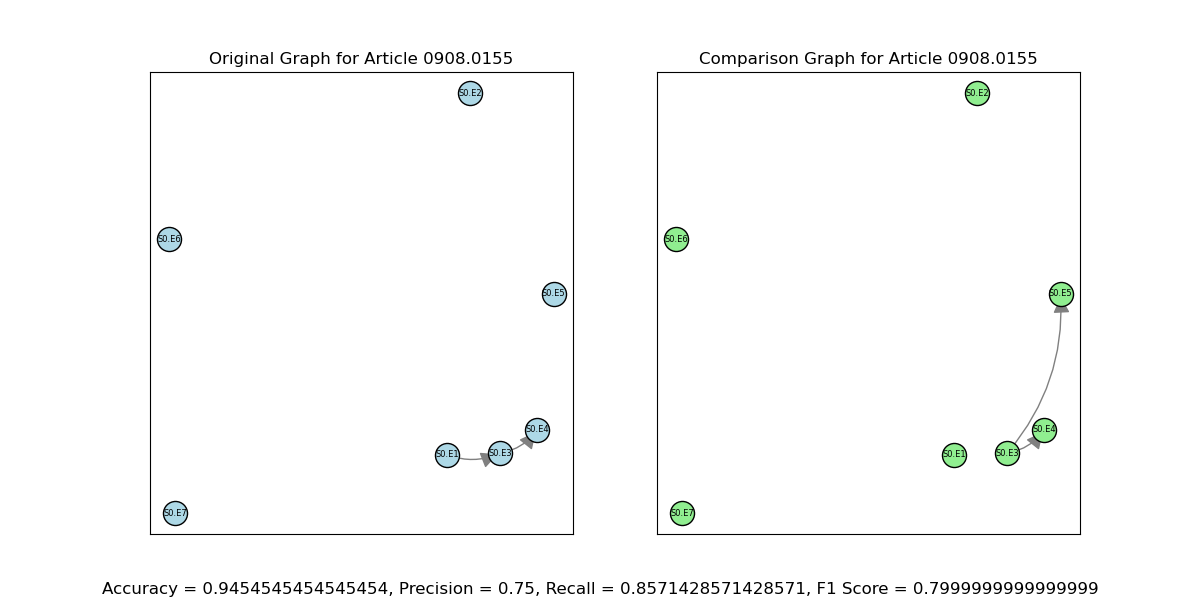 Original Graph for Article 0908.0155
S0.E2
S0.E6
S0.E5
S0.E4
S0.E1
S0.E3
S0.E7
Comparison Graph for Article 0908.0155
S0.E2
S0.E6
S0.E5
S0.E4
S0.E1
S0.E3
S0.E7
Accuracy = 0.9454545454545454, Precision = 0.75, Recall = 0.8571428571428571, F1 Score = 0.7999999999999999